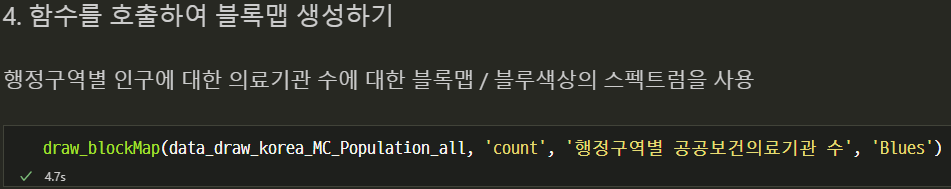 4. 함수를 호출하여 블록맵 생성하기
행정구역별 인구에 대한 의료기관 수에 대한 블록맵 / 블루색상의 스펙트럼을 사용
draw_blockMap(data_draw_korea_MC_Population_all, 'count', '행정구역별 공공보건의료기관 수', 'Blues')
4.7s